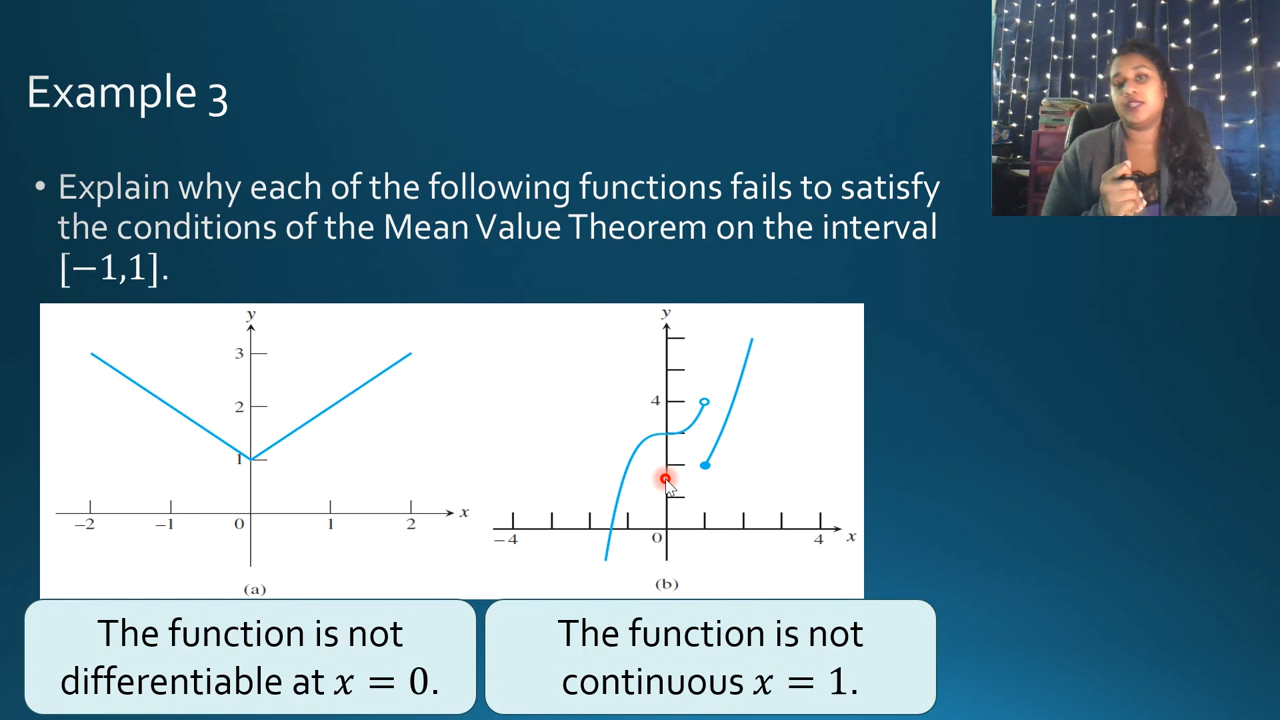 Example 3
• Explain why each of the following functions fails to satisfy
the conditions of the Mean Value Theorem on the interval
[−1,1].
y
3
2
1
−2 −1 0 1 2 x
(a)
y
4
−4 0 4 x
(b)
The function is not
differentiable at x = 0.
The function is not
continuous x = 1.